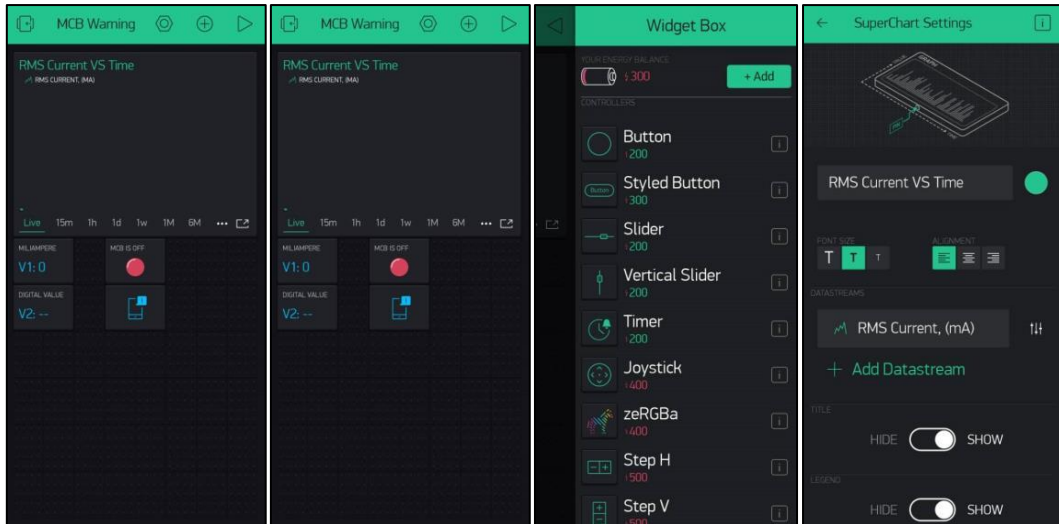 MCB Warning
RMS Current VS Time
RMS CURRENT, (MA)
Live 15m 1h 1d 1w 1M 6M
MILIAMPERE
V1: 0
MCB IS OFF
DIGITAL VALUE
V2: --
MCB Warning
RMS Current VS Time
RMS CURRENT, (MA)
Live 15m 1h 1d 1w 1M 6M
MILIAMPERE
V1: 0
MCB IS OFF
DIGITAL VALUE
V2: --
Widget Box
YOUR ENERGY BALANCE
300
+ Add
CONTROLLERS
Button
200
Styled Button
300
Slider
200
Vertical Slider
200
Timer
200
Joystick
400
zeRGBa
400
Step H
500
Step V
500
SuperChart Settings
GRAPH
RMS Current VS Time
FONT SIZE
ALIGNMENT
T T T
DATASTREAMS
RMS Current, (mA)
+ Add Datastream
TITLE
HIDE SHOW
LEGEND
HIDE SHOW